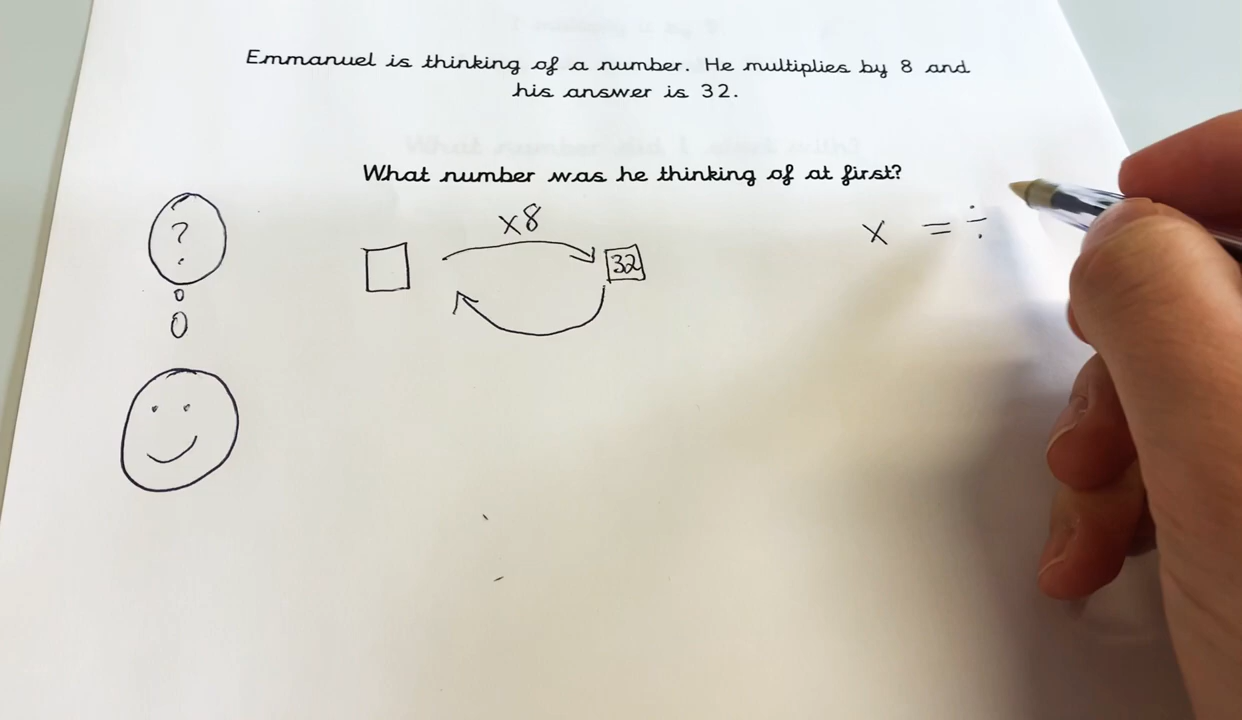 Emmanuel is thinking of a number. He multiplies by 8 and
his answer is 32.
What number was he thinking of at first?
?
x8
32
x = ÷